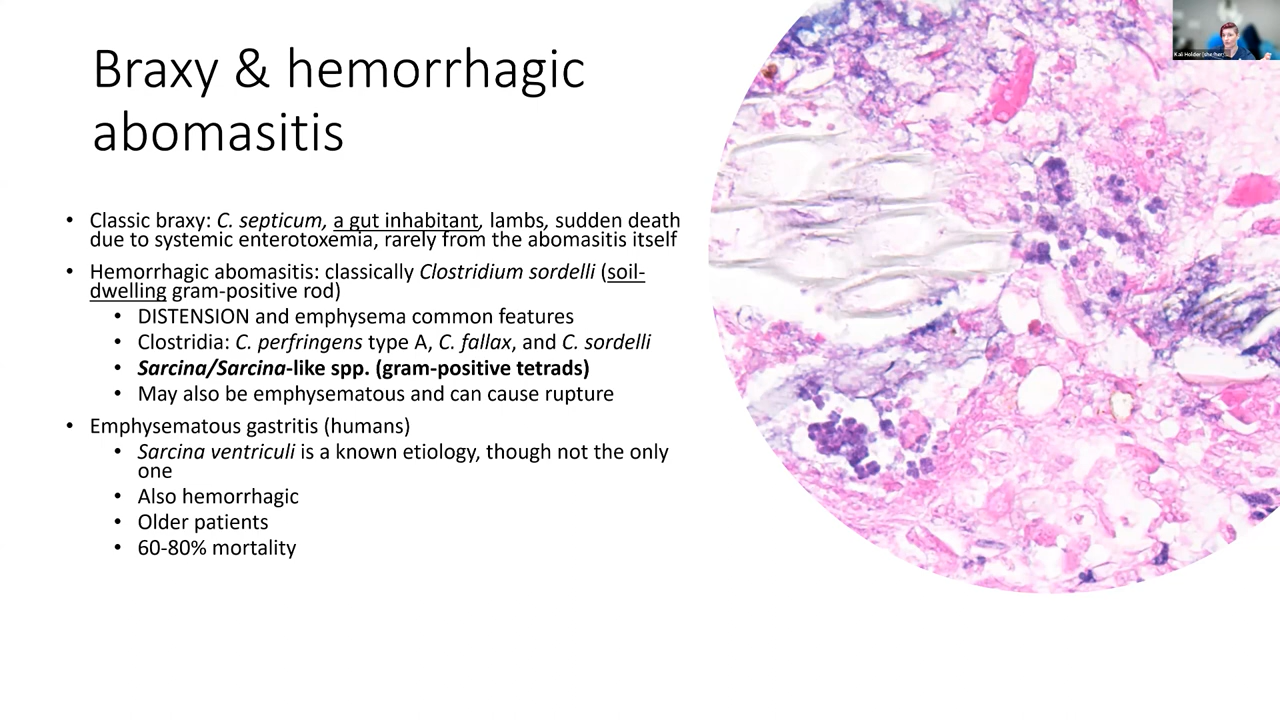 Braxy & hemorrhagic
abomasitis
• Classic braxy: C. septicum, a gut inhabitant, lambs, sudden death
due to systemic enterotoxemia, rarely from the abomasitis itself
• Hemorrhagic abomasitis: classically Clostridium sordelli (soil-
dwelling gram-positive rod)
• DISTENSION and emphysema common features
• Clostridia: C. perfringens type A, C. fallax, and C. sordelli
• Sarcina/Sarcina-like spp. (gram-positive tetrads)
• May also be emphysematous and can cause rupture
• Emphysematous gastritis (humans)
• Sarcina ventriculi is a known etiology, though not the only
one
• Also hemorrhagic
• Older patients
• 60-80% mortality
Kali Holder (she/her)